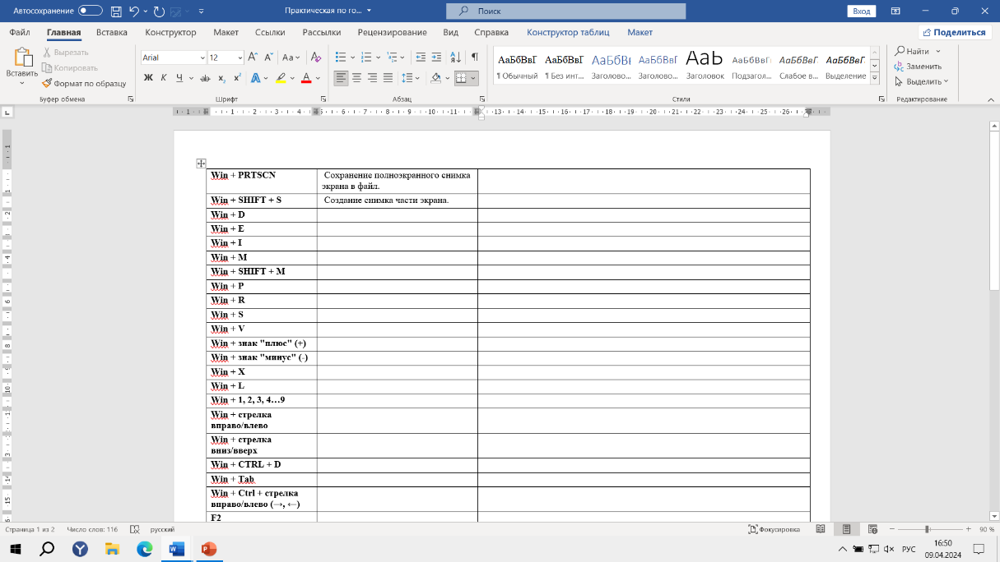 Автосохранение
Практическая по го...
Поиск
Вход
Файл Главная Вставка Конструктор Макет Ссылки Рассылки Рецензирование Вид Справка Конструктор таблиц Макет
Поделиться
Вставить
Вырезать
Копировать
Формат по образцу
Буфер обмена
Arial 12
Шрифт
Абзац
АаБбВвГ АаБбВвГ АаБбВ АаБбВвГ АаБ АаБбВвГ АаБбВвГ АаБбВвГ
¶ Обычный ¶ Без инт... Заголово... Заголово... Заголовок Подзагол... Слабое в... Выделение
Стили
Найти
Заменить
Выделить
Редактирование
Win + PRTSCN Сохранение полноэкранного снимка
экрана в файл.
Win + SHIFT + S Создание снимка части экрана.
Win + D
Win + E
Win + I
Win + M
Win + SHIFT + M
Win + P
Win + R
Win + S
Win + V
Win + знак "плюс" (+)
Win + знак "минус" (-)
Win + X
Win + L
Win + 1, 2, 3, 4…9
Win + стрелка
вправо/влево
Win + стрелка
вниз/вверх
Win + CTRL + D
Win + Tab
Win + Ctrl + стрелка
вправо/влево (→, ←)
F2
Страница 1 из 2 Число слов: 116 русский Фокусировка 90 %
РУС
16:50
09.04.2024